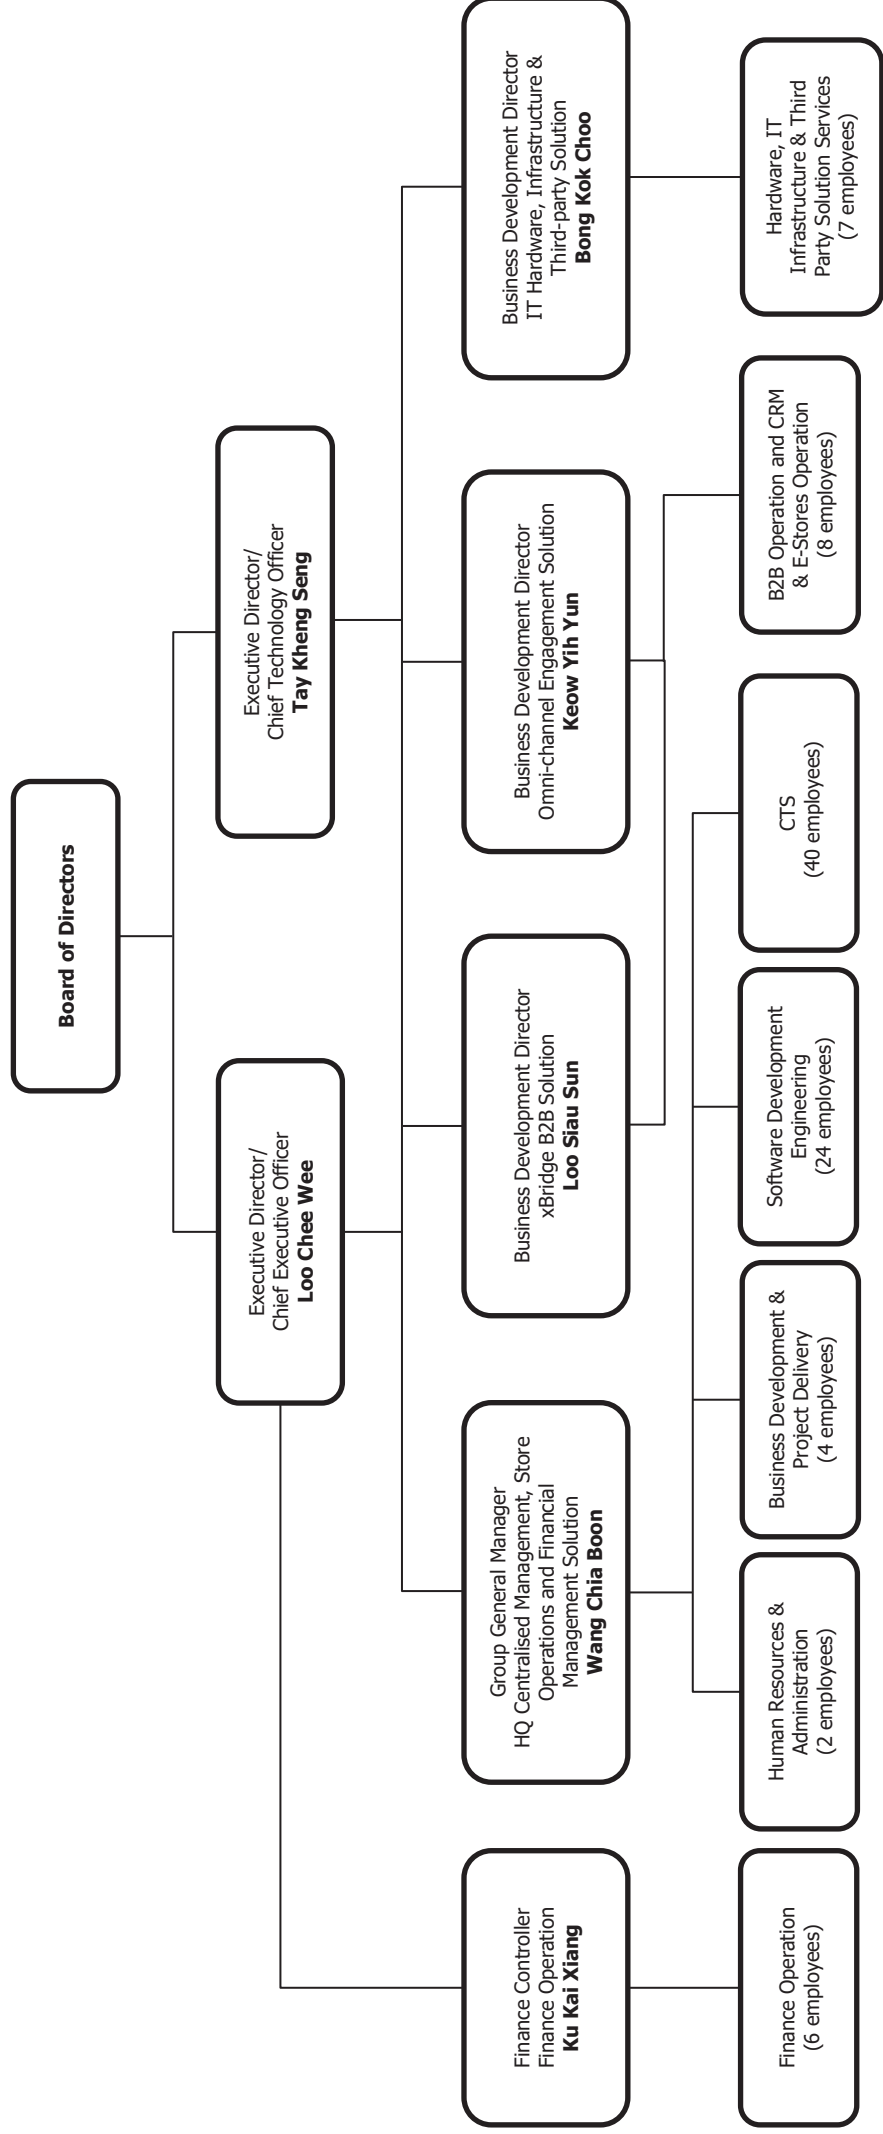 Board of Directors
Executive Director/
Chief Executive Officer
Loo Chee Wee
Executive Director/
Chief Technology Officer
Tay Kheng Seng
Finance Controller
Finance Operation
Ku Kai Xiang
Group General Manager
HQ Centralised Management, Store
Operations and Financial
Management Solution
Wang Chia Boon
Business Development Director
xBridge B2B Solution
Loo Siau Sun
Business Development Director
Omni-channel Engagement Solution
Keow Yih Yun
Business Development Director
IT Hardware, Infrastructure &
Third-party Solution
Bong Kok Choo
Finance Operation
(6 employees)
Human Resources &
Administration
(2 employees)
Business Development &
Project Delivery
(4 employees)
Software Development
Engineering
(24 employees)
CTS
(40 employees)
B2B Operation and CRM
& E-Stores Operation
(8 employees)
Hardware, IT
Infrastructure & Third
Party Solution Services
(7 employees)